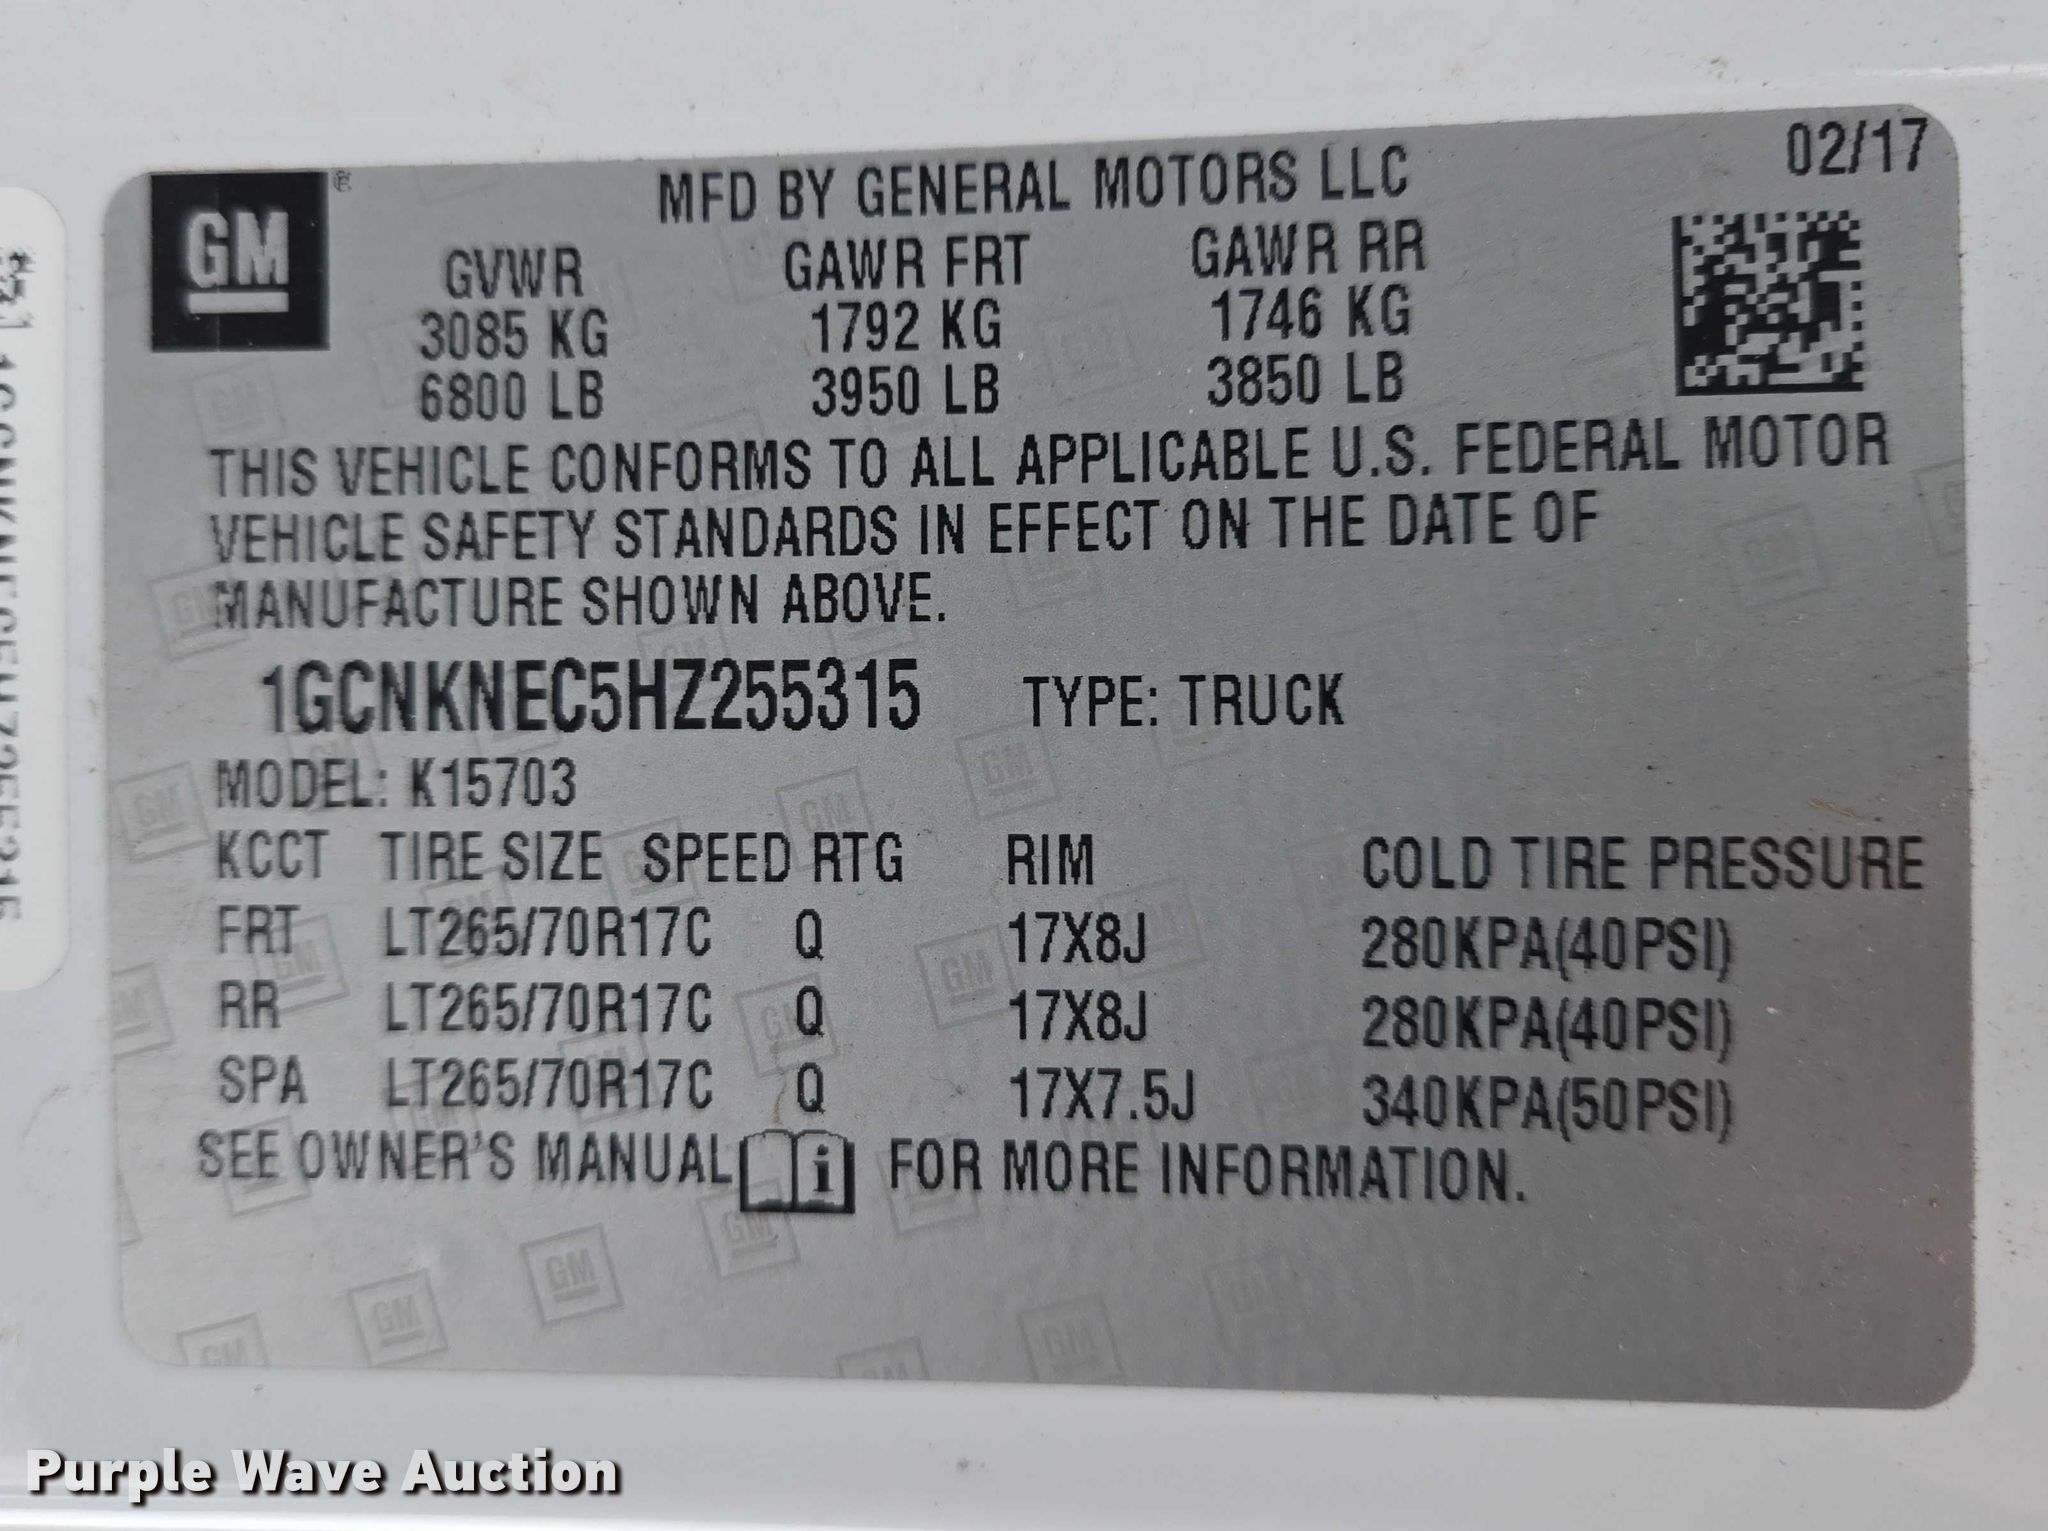 GM
MFD BY GENERAL MOTORS LLC
02/17
GVWR GAWR FRT GAWR RR
3085 KG 1792 KG 1746 KG
6800 LB 3950 LB 3850 LB
THIS VEHICLE CONFORMS TO ALL APPLICABLE U.S. FEDERAL MOTOR
VEHICLE SAFETY STANDARDS IN EFFECT ON THE DATE OF
MANUFACTURE SHOWN ABOVE.
1GCNKNEC5HZ255315 TYPE: TRUCK
MODEL: K15703
KCCT TIRE SIZE SPEED RTG RIM COLD TIRE PRESSURE
FRT LT265/70R17C Q 17X8J 280KPA(40PSI)
RR LT265/70R17C Q 17X8J 280KPA(40PSI)
SPA LT265/70R17C Q 17X7.5J 340KPA(50PSI)
SEE OWNER'S MANUAL i FOR MORE INFORMATION.
Purple Wave Auction